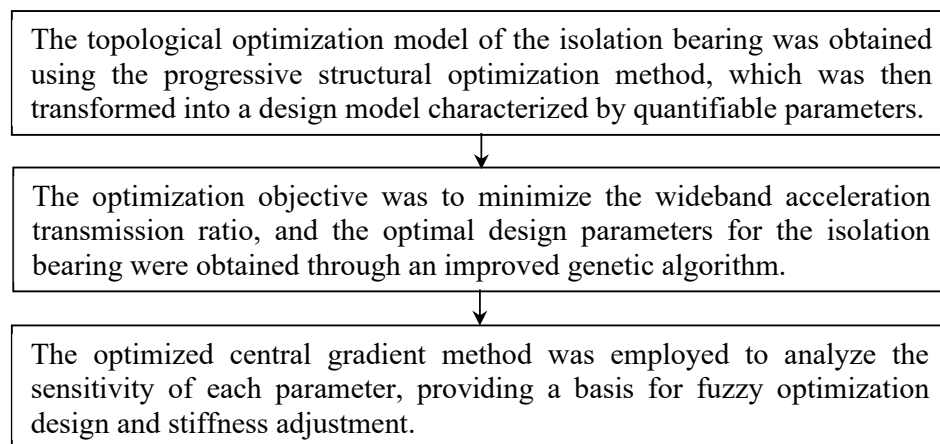 The topological optimization model of the isolation bearing was obtained
using the progressive structural optimization method, which was then
transformed into a design model characterized by quantifiable parameters.
The optimization objective was to minimize the wideband acceleration
transmission ratio, and the optimal design parameters for the isolation
bearing were obtained through an improved genetic algorithm.
The optimized central gradient method was employed to analyze the
sensitivity of each parameter, providing a basis for fuzzy optimization
design and stiffness adjustment.